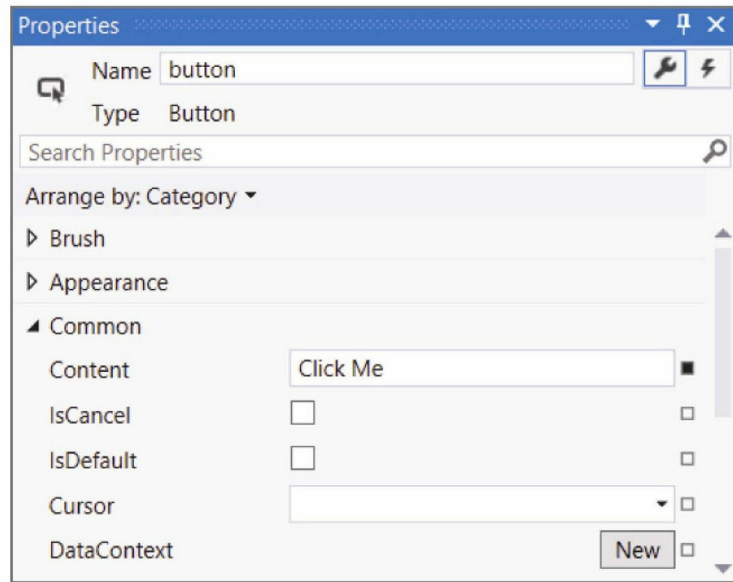 Properties
Name button
Type Button
Search Properties
Arrange by: Category
Brush
Appearance
Common
Content Click Me
IsCancel
IsDefault
Cursor
DataContext New